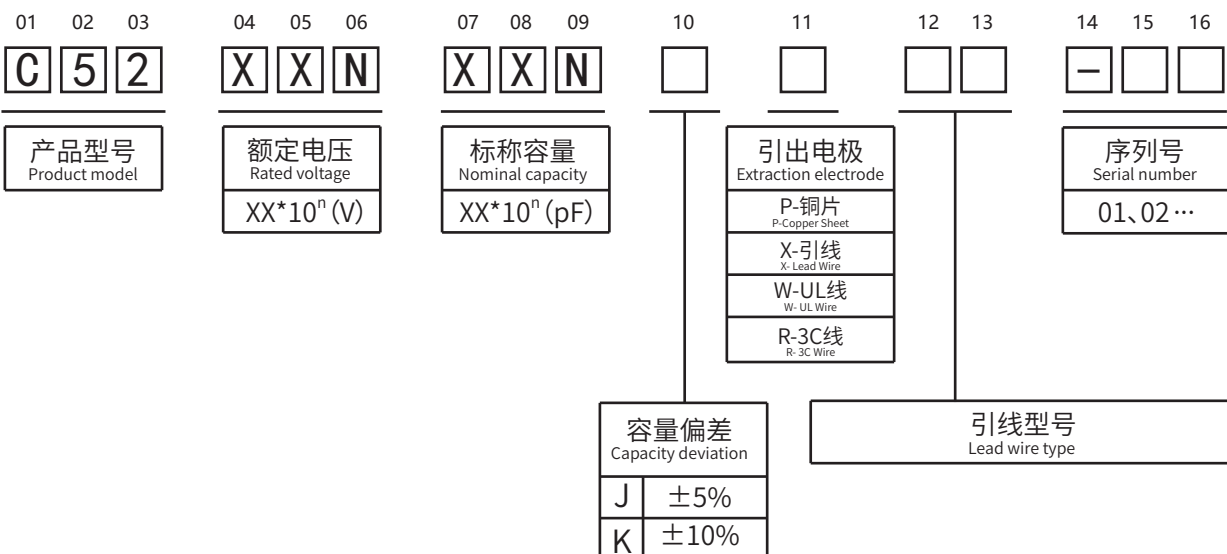 01 02 03 04 05 06 07 08 09 10 11 12 13 14 15 16
C 5 2 X X N X X N -
产品型号
Product model
额定电压
Rated voltage
XX*10ⁿ(V)
标称容量
Nominal capacity
XX*10ⁿ(pF)
引出电极
Extraction electrode
P-铜片
P-Copper Sheet
X-引线
X- Lead Wire
W-UL线
W- UL Wire
R-3C线
R- 3C Wire
序列号
Serial number
01、02…
容量偏差
Capacity deviation
J ±5%
K ±10%
引线型号
Lead wire type